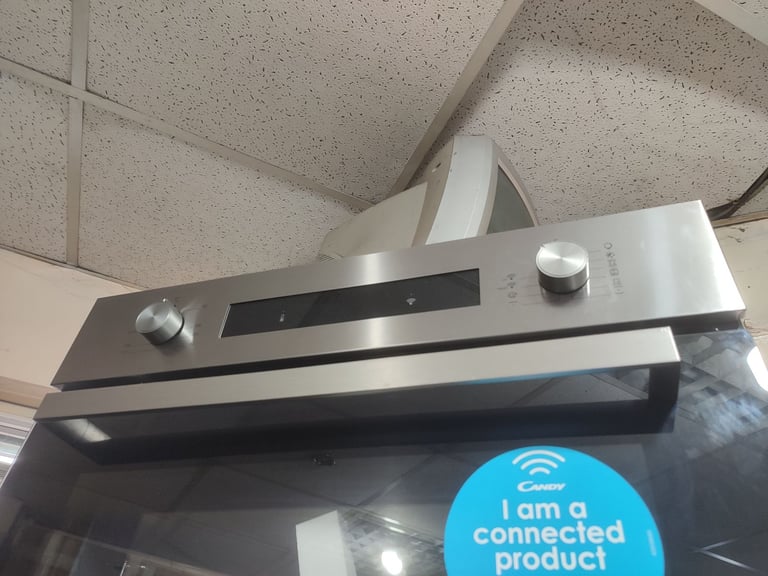 CANDY
I am a
connected
product